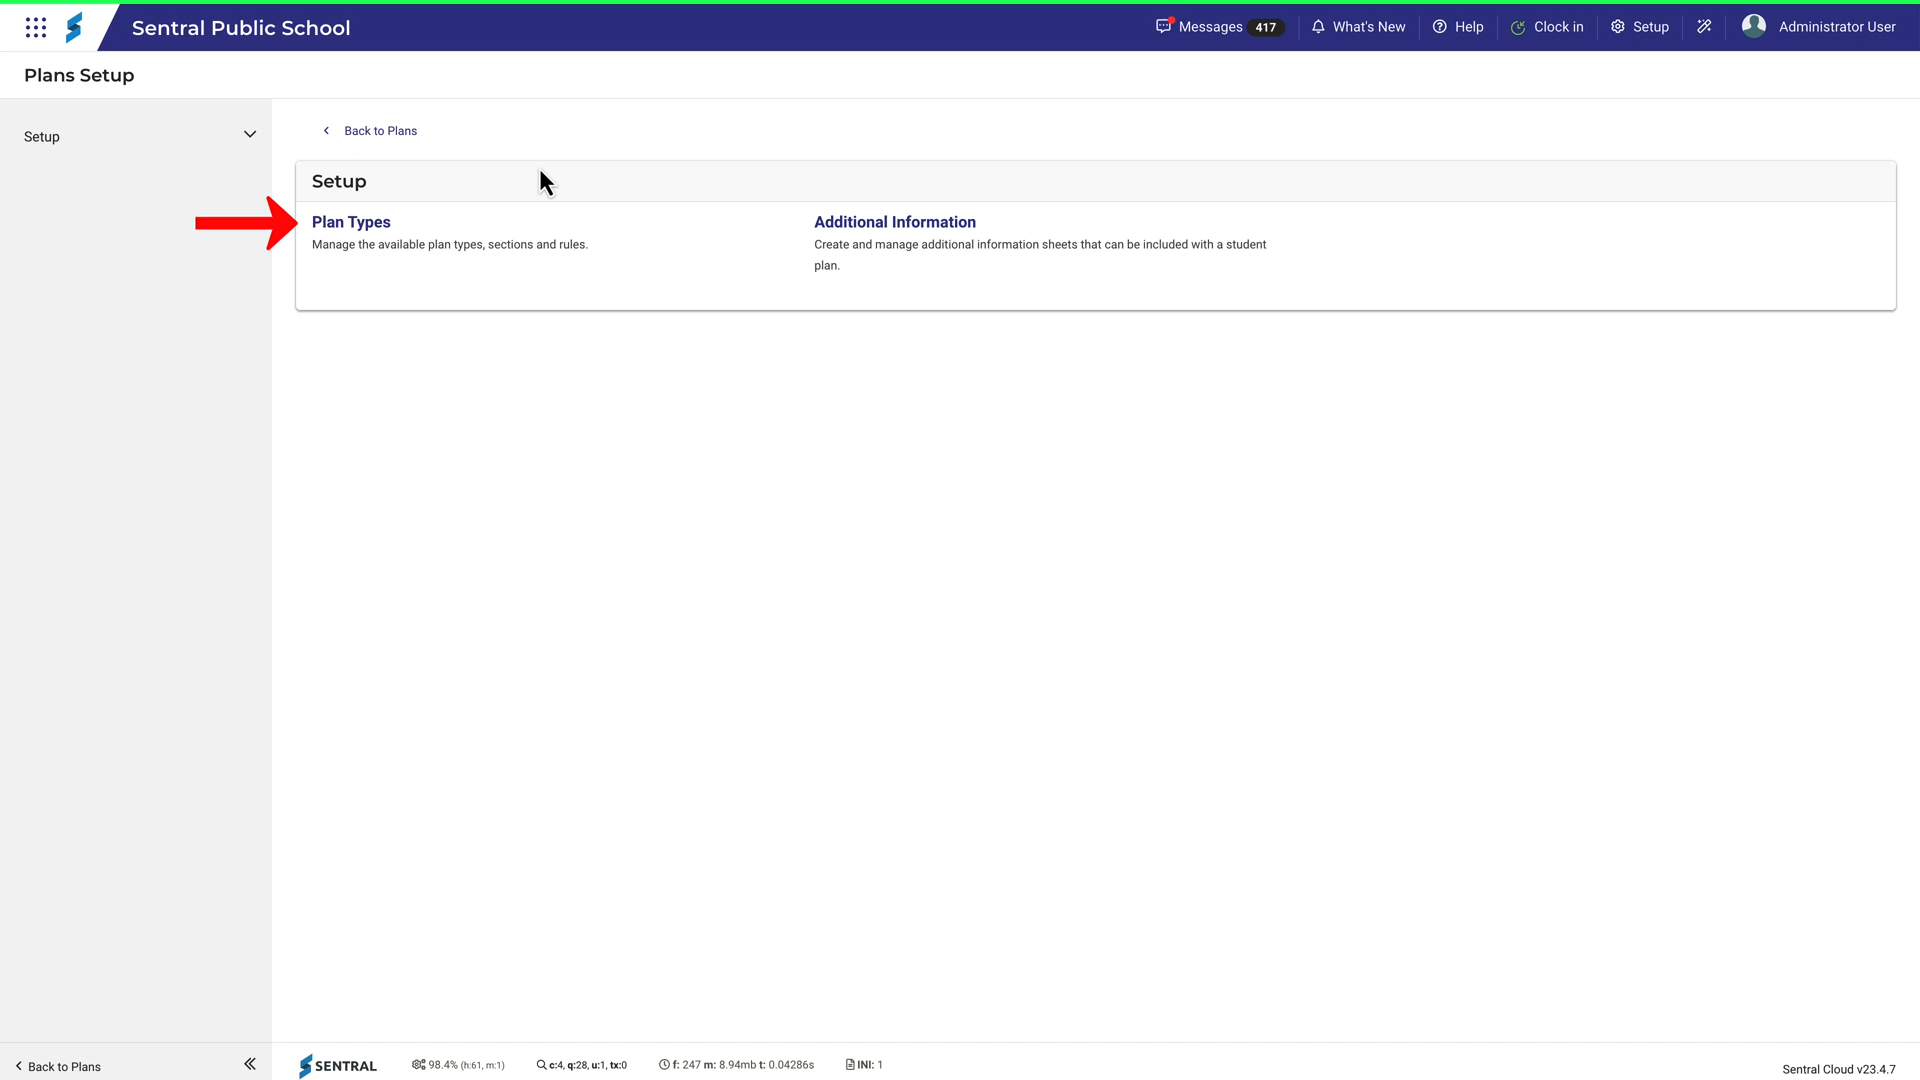 Sentral Public School
Messages 417
What's New
Help
Clock in
Setup
Administrator User
Plans Setup
Setup
Back to Plans
Setup
Plan Types
Manage the available plan types, sections and rules.
Additional Information
Create and manage additional information sheets that can be included with a student
plan.
Back to Plans
SENTRAL
98.4% (h:61, m:1)
c:4, q:28, u:1, tx:0
f: 247 m: 8.94mb t: 0.04286s
INI: 1
Sentral Cloud v23.4.7